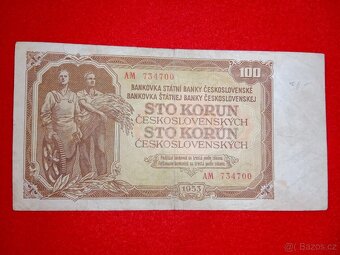 AM 734700
100
BANKOVKA STÁTNÍ BANKY ČESKOSLOVENSKÉ
BANKOVKA ŠTÁTNEJ BANKY ČESKOSLOVENSKEJ
STO KORUN
ČESKOSLOVENSKÝCH
STO KORÚN
ČESKOSLOVENSKÝCH
AM 734700
1953
Bazos.cz